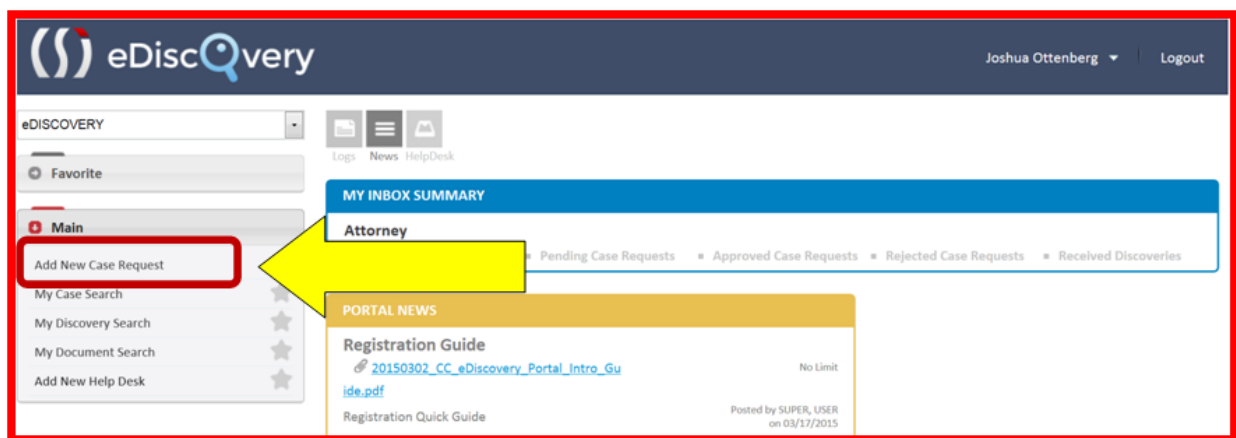 eDiscovery
Joshua Ottenberg
Logout
eDISCOVERY
Favorite
Main
Add New Case Request
My Case Search
My Discovery Search
My Document Search
Add New Help Desk
Logs News HelpDesk
MY INBOX SUMMARY
Attorney
Pending Case Requests Approved Case Requests Rejected Case Requests Received Discoveries
PORTAL NEWS
Registration Guide
20150302_CC_eDiscovery_Portal_Intro_Gu
ide.pdf
No Limit
Registration Quick Guide
Posted by SUPER, USER
on 03/17/2015